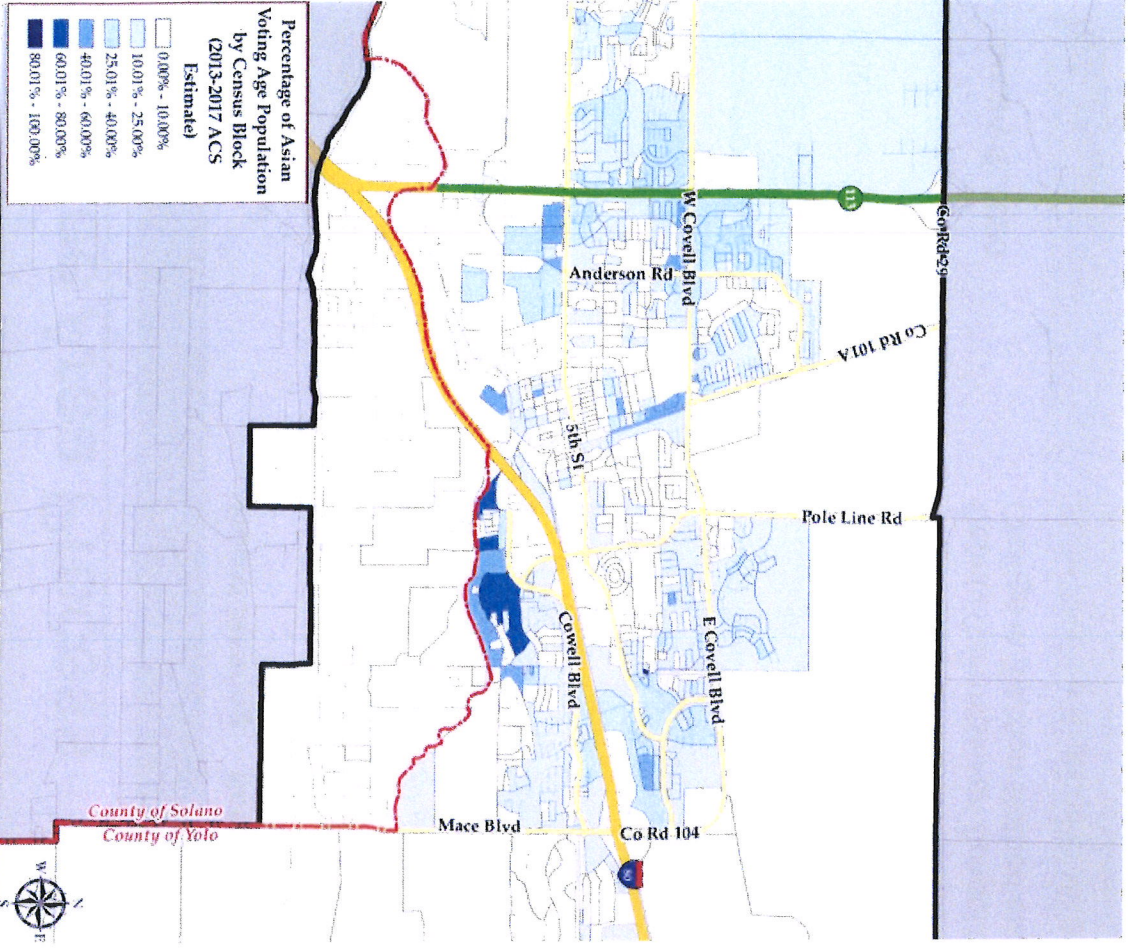 Percentage of Asian
Voting Age Population
by Census Block
(2013-2017 ACS
Estimate)
0.00% - 10.00%
10.01% - 25.00%
25.01% - 40.00%
40.01% - 60.00%
60.01% - 80.00%
80.01% - 100.00%
113
Co Rd 29
W Covell Blvd
Anderson Rd
Co Rd 101A
5th St
Pole Line Rd
E Covell Blvd
Cowell Blvd
Mace Blvd
Co Rd 104
80
County of Solano
County of Yolo
N
W
E
S